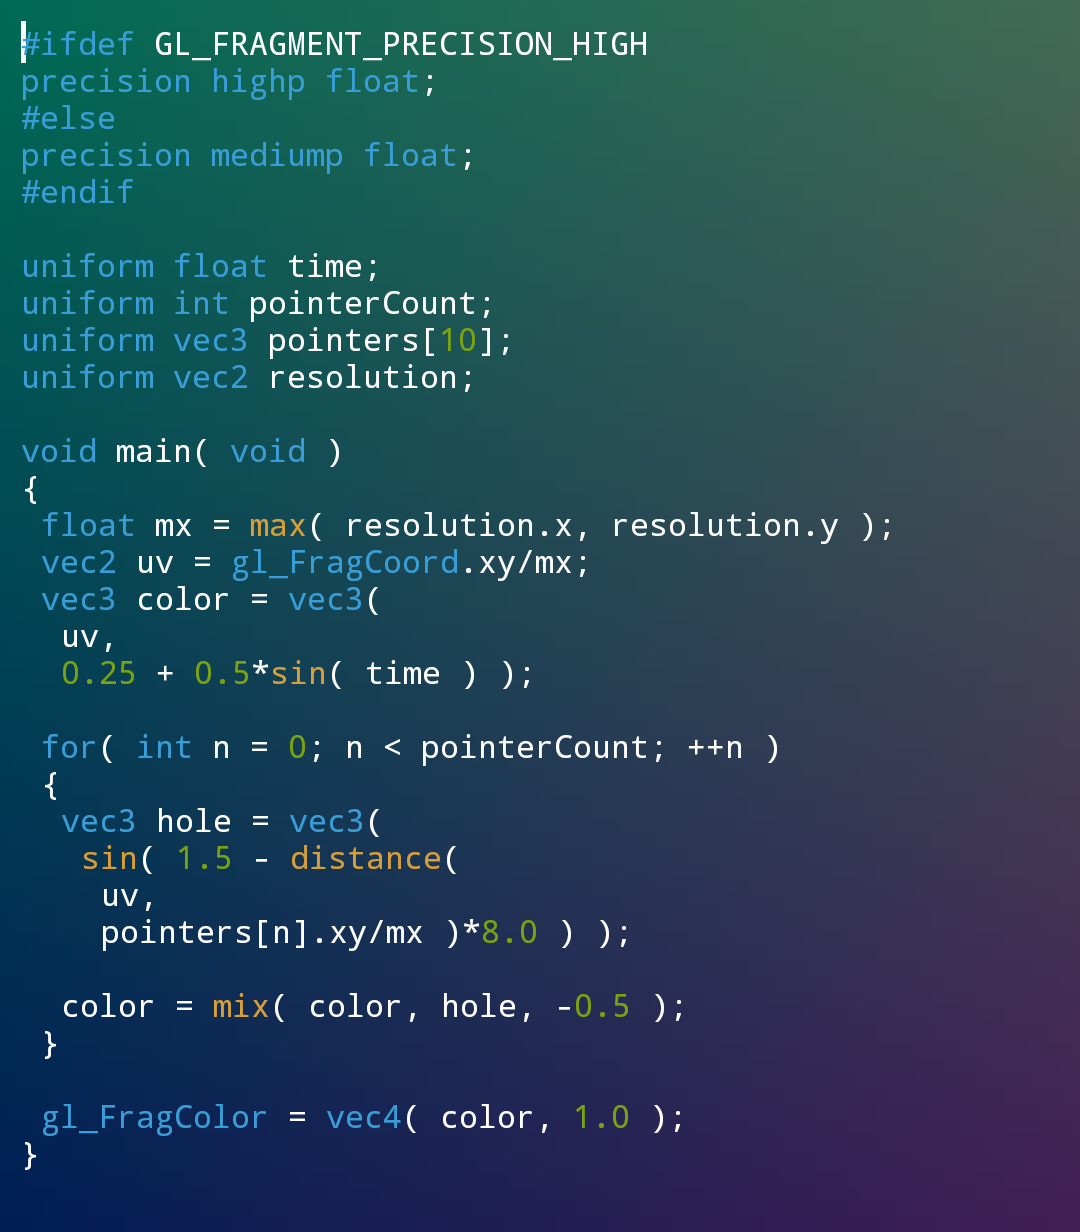 #ifdef GL_FRAGMENT_PRECISION_HIGH
precision highp float;
#else
precision mediump float;
#endif

uniform float time;
uniform int pointerCount;
uniform vec3 pointers[10];
uniform vec2 resolution;

void main( void )
{
 float mx = max( resolution.x, resolution.y );
 vec2 uv = gl_FragCoord.xy/mx;
 vec3 color = vec3(
  uv,
  0.25 + 0.5*sin( time ) );

 for( int n = 0; n < pointerCount; ++n )
 {
  vec3 hole = vec3(
   sin( 1.5 - distance(
    uv,
    pointers[n].xy/mx )*8.0 ) );

  color = mix( color, hole, -0.5 );
 }

 gl_FragColor = vec4( color, 1.0 );
}